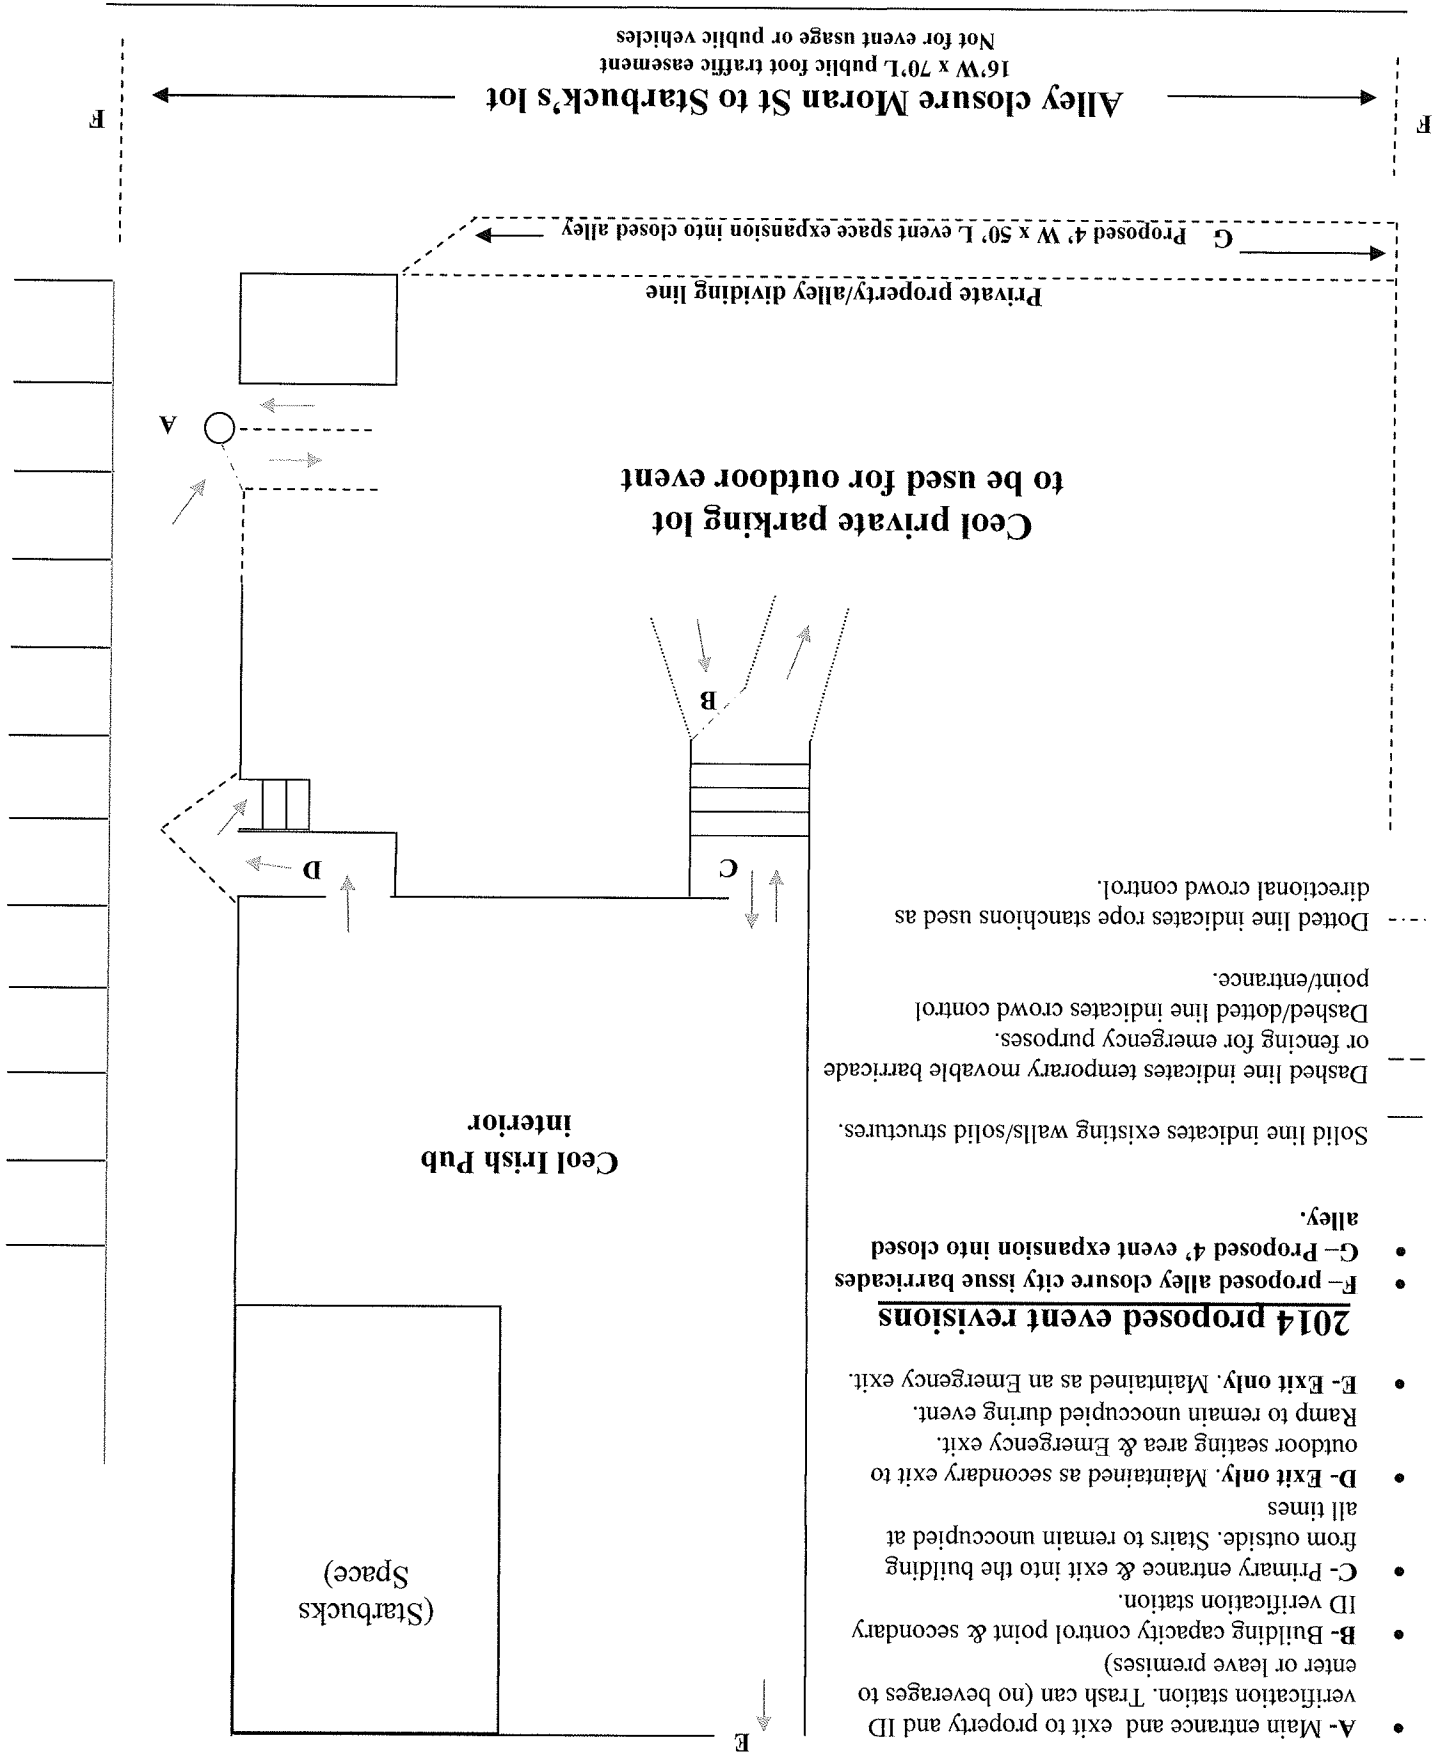 • A- Main entrance and exit to property and ID
verification station. Trash can (no beverages to
enter or leave premises)
• B- Building capacity control point & secondary
ID verification station.
• C- Primary entrance & exit into the building
from outside. Stairs to remain unoccupied at
all times
• D- Exit only. Maintained as secondary exit to
outdoor seating area & Emergency exit.
Ramp to remain unoccupied during event.
• E- Exit only. Maintained as an Emergency exit.
2014 proposed event revisions
• F– proposed alley closure city issue barricades
• G– Proposed 4’ event expansion into closed
alley.
Solid line indicates existing walls/solid structures.
Dashed line indicates temporary movable barricade
or fencing for emergency purposes.
Dashed/dotted line indicates crowd control
point/entrance.
Dotted line indicates rope stanchions used as
directional crowd control.
E
(Starbucks
Space)
Ceol Irish Pub
interior
C
D
B
Ceol private parking lot
to be used for outdoor event
A
Private property/alley dividing line
G Proposed 4’ W x 50’ L event space expansion into closed alley
F
F
Alley closure Moran St to Starbuck’s lot
16’W x 70’L public foot traffic easement
Not for event usage or public vehicles